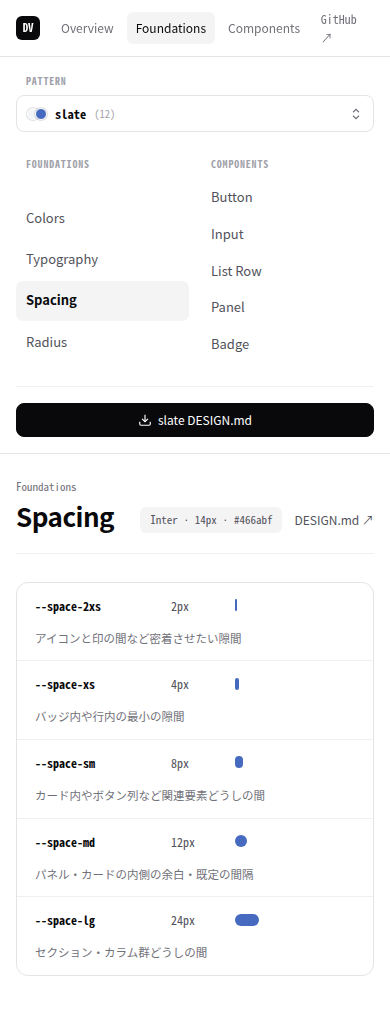 DV
Overview
Foundations
Components
GitHub
↗
PATTERN
slate (12)
FOUNDATIONS
Colors
Typography
Spacing
Radius
COMPONENTS
Button
Input
List Row
Panel
Badge
slate DESIGN.md
Foundations
Spacing
Inter · 14px · #466abf
DESIGN.md ↗
--space-2xs 2px
アイコンと印の間など密着させたい隙間
--space-xs 4px
バッジ内や行内の最小の隙間
--space-sm 8px
カード内やボタン列など関連要素どうしの間
--space-md 12px
パネル・カードの内側の余白・既定の間隔
--space-lg 24px
セクション・カラム群どうしの間